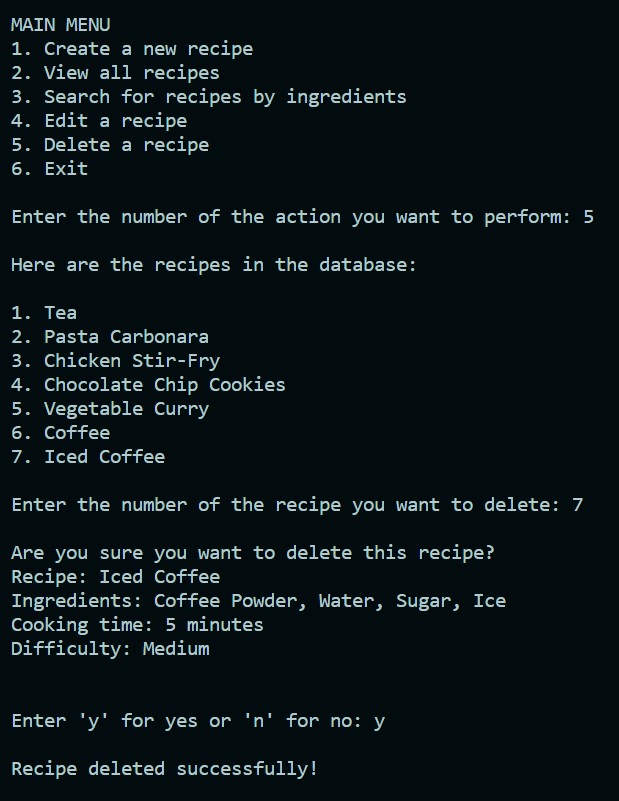 MAIN MENU
1. Create a new recipe
2. View all recipes
3. Search for recipes by ingredients
4. Edit a recipe
5. Delete a recipe
6. Exit
Enter the number of the action you want to perform: 5
Here are the recipes in the database:
1. Tea
2. Pasta Carbonara
3. Chicken Stir-Fry
4. Chocolate Chip Cookies
5. Vegetable Curry
6. Coffee
7. Iced Coffee
Enter the number of the recipe you want to delete: 7
Are you sure you want to delete this recipe?
Recipe: Iced Coffee
Ingredients: Coffee Powder, Water, Sugar, Ice
Cooking time: 5 minutes
Difficulty: Medium
Enter 'y' for yes or 'n' for no: y
Recipe deleted successfully!